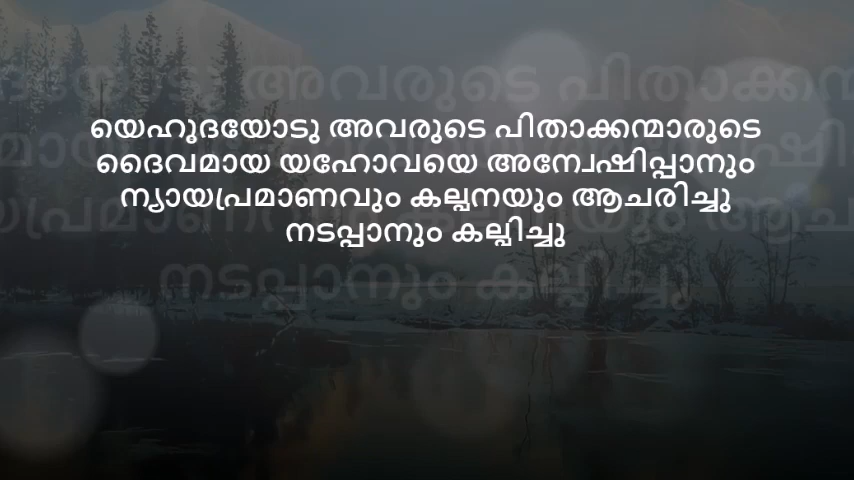 യെഹൂദയോടു അവരുടെ പിതാക്കന്മാരുടെ
ദൈവമായ യഹോവയെ അന്വേഷിപ്പാനും
ന്യായപ്രമാണവും കല്പനയും ആചരിച്ചു
നടപ്പാനും കല്പിച്ചു